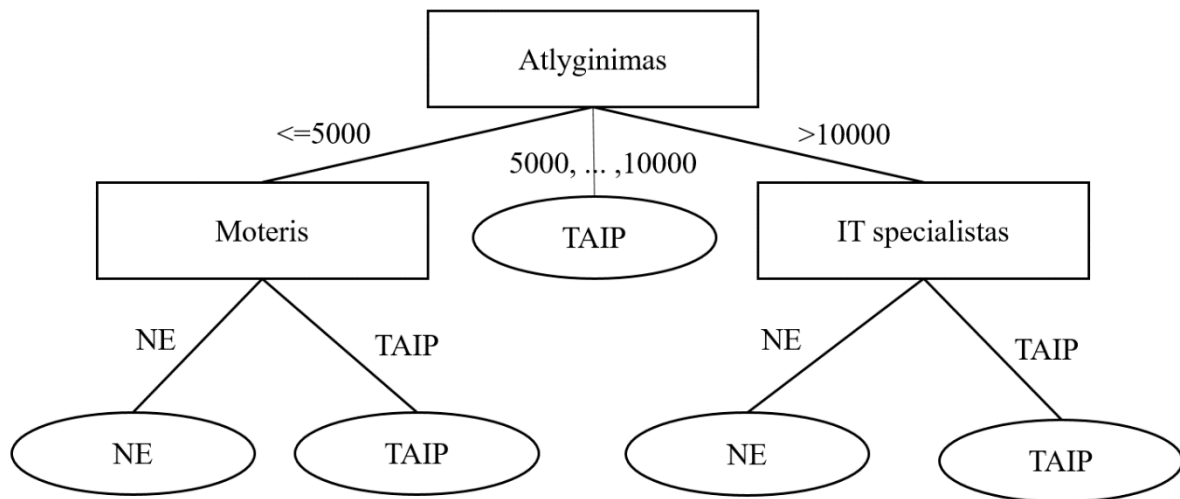 Atlyginimas
<=5000
5000, ... ,10000
>10000
Moteris
TAIP
IT specialistas
NE
TAIP
NE
TAIP
NE
TAIP
NE
TAIP